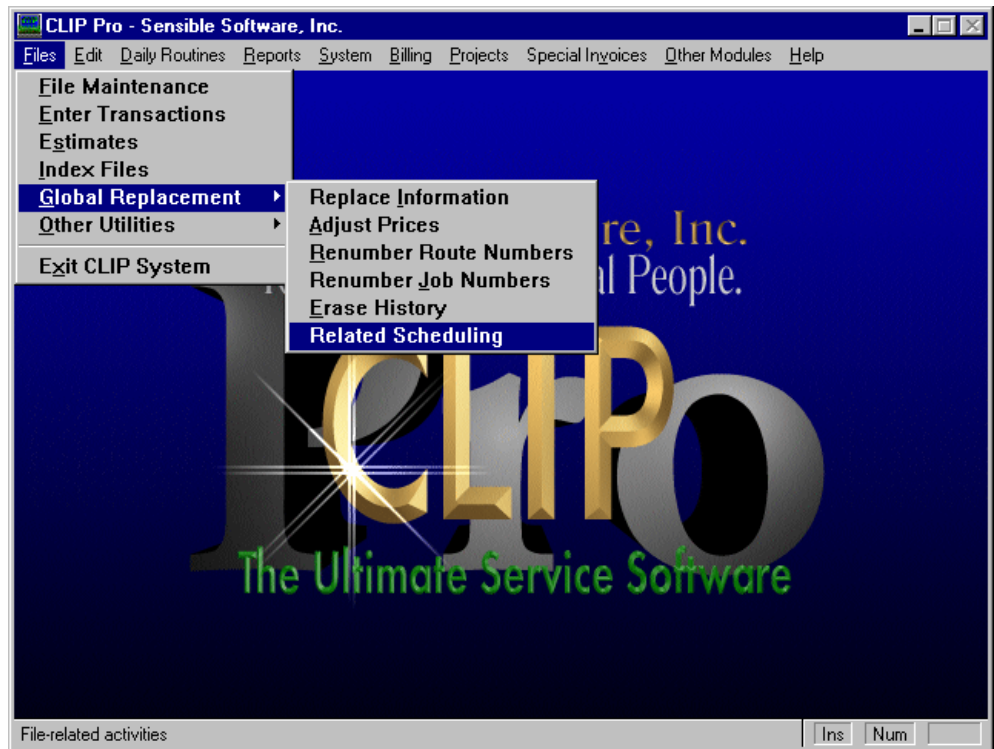 CLIP Pro - Sensible Software, Inc.
Files Edit Daily Routines Reports System Billing Projects Special Invoices Other Modules Help
File Maintenance
Enter Transactions
Estimates
Index Files
Global Replacement
Other Utilities
Exit CLIP System
Replace Information
Adjust Prices
Renumber Route Numbers
Renumber Job Numbers
Erase History
Related Scheduling
re, Inc.
al People.
Pro
CLIP
The Ultimate Service Software
File-related activities
Ins Num